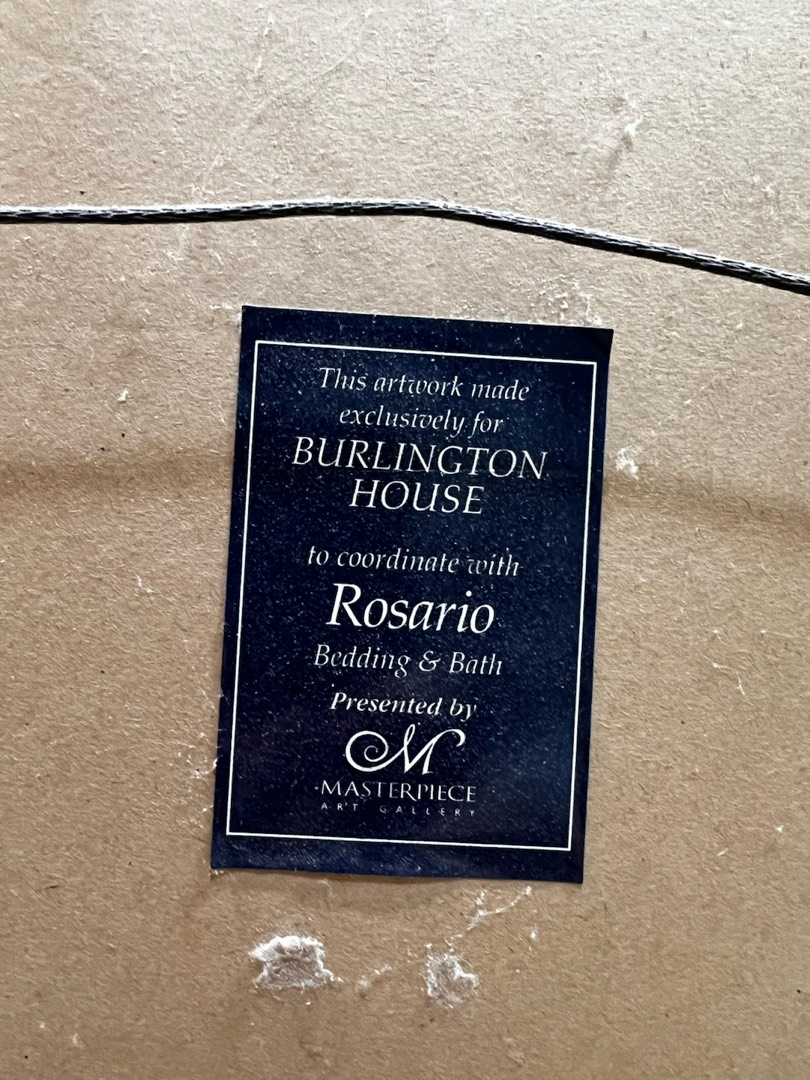 This artwork made
exclusively for
BURLINGTON
HOUSE
to coordinate with
Rosario
Bedding & Bath
Presented by
M
MASTERPIECE
ART GALLERY